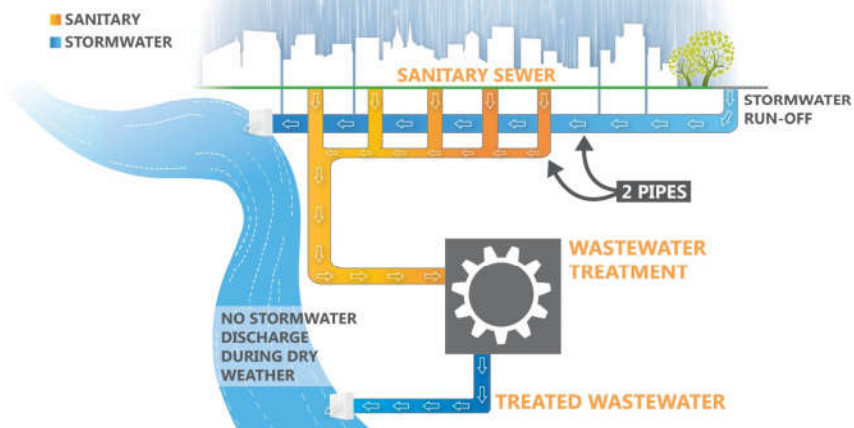 SANITARY
STORMWATER
SANITARY SEWER
STORMWATER
RUN-OFF
2 PIPES
WASTEWATER
TREATMENT
NO STORMWATER
DISCHARGE
DURING DRY
WEATHER
TREATED WASTEWATER